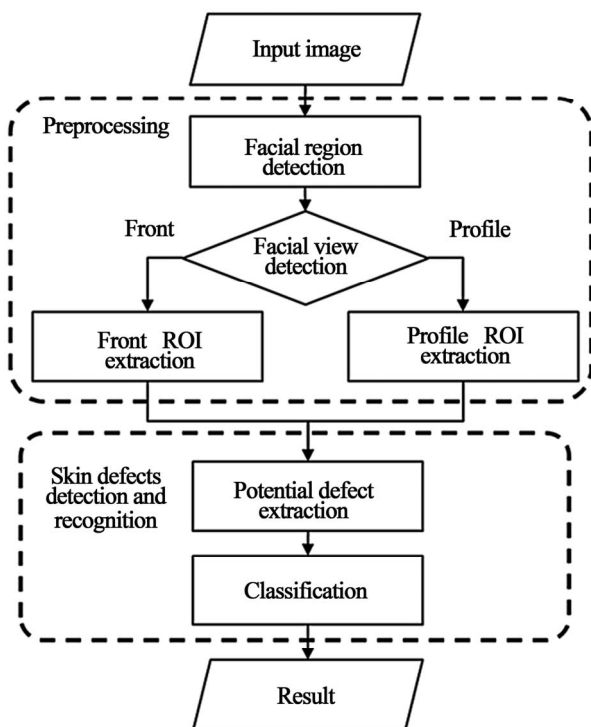 Input image
Preprocessing
Facial region
detection
Front
Profile
Facial view
detection
Front ROI
extraction
Profile ROI
extraction
Skin defects
detection and
recognition
Potential defect
extraction
Classification
Result